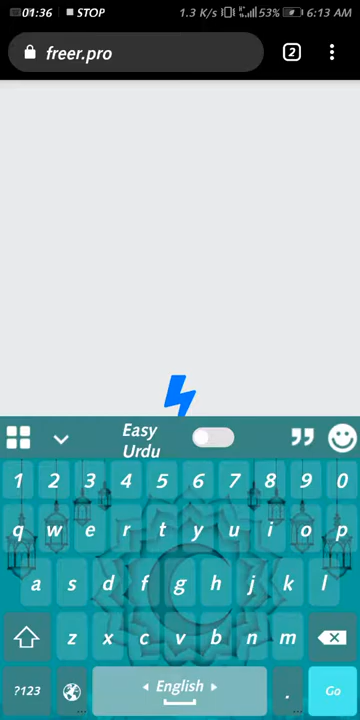 01:36 STOP 1.3 K/s 53% 6:13 AM
freer.pro 2
Easy
Urdu
1 2 3 4 5 6 7 8 9 0
q w e r t y u i o p
a s d f g h j k l
z x c v b n m
?123 English . Go